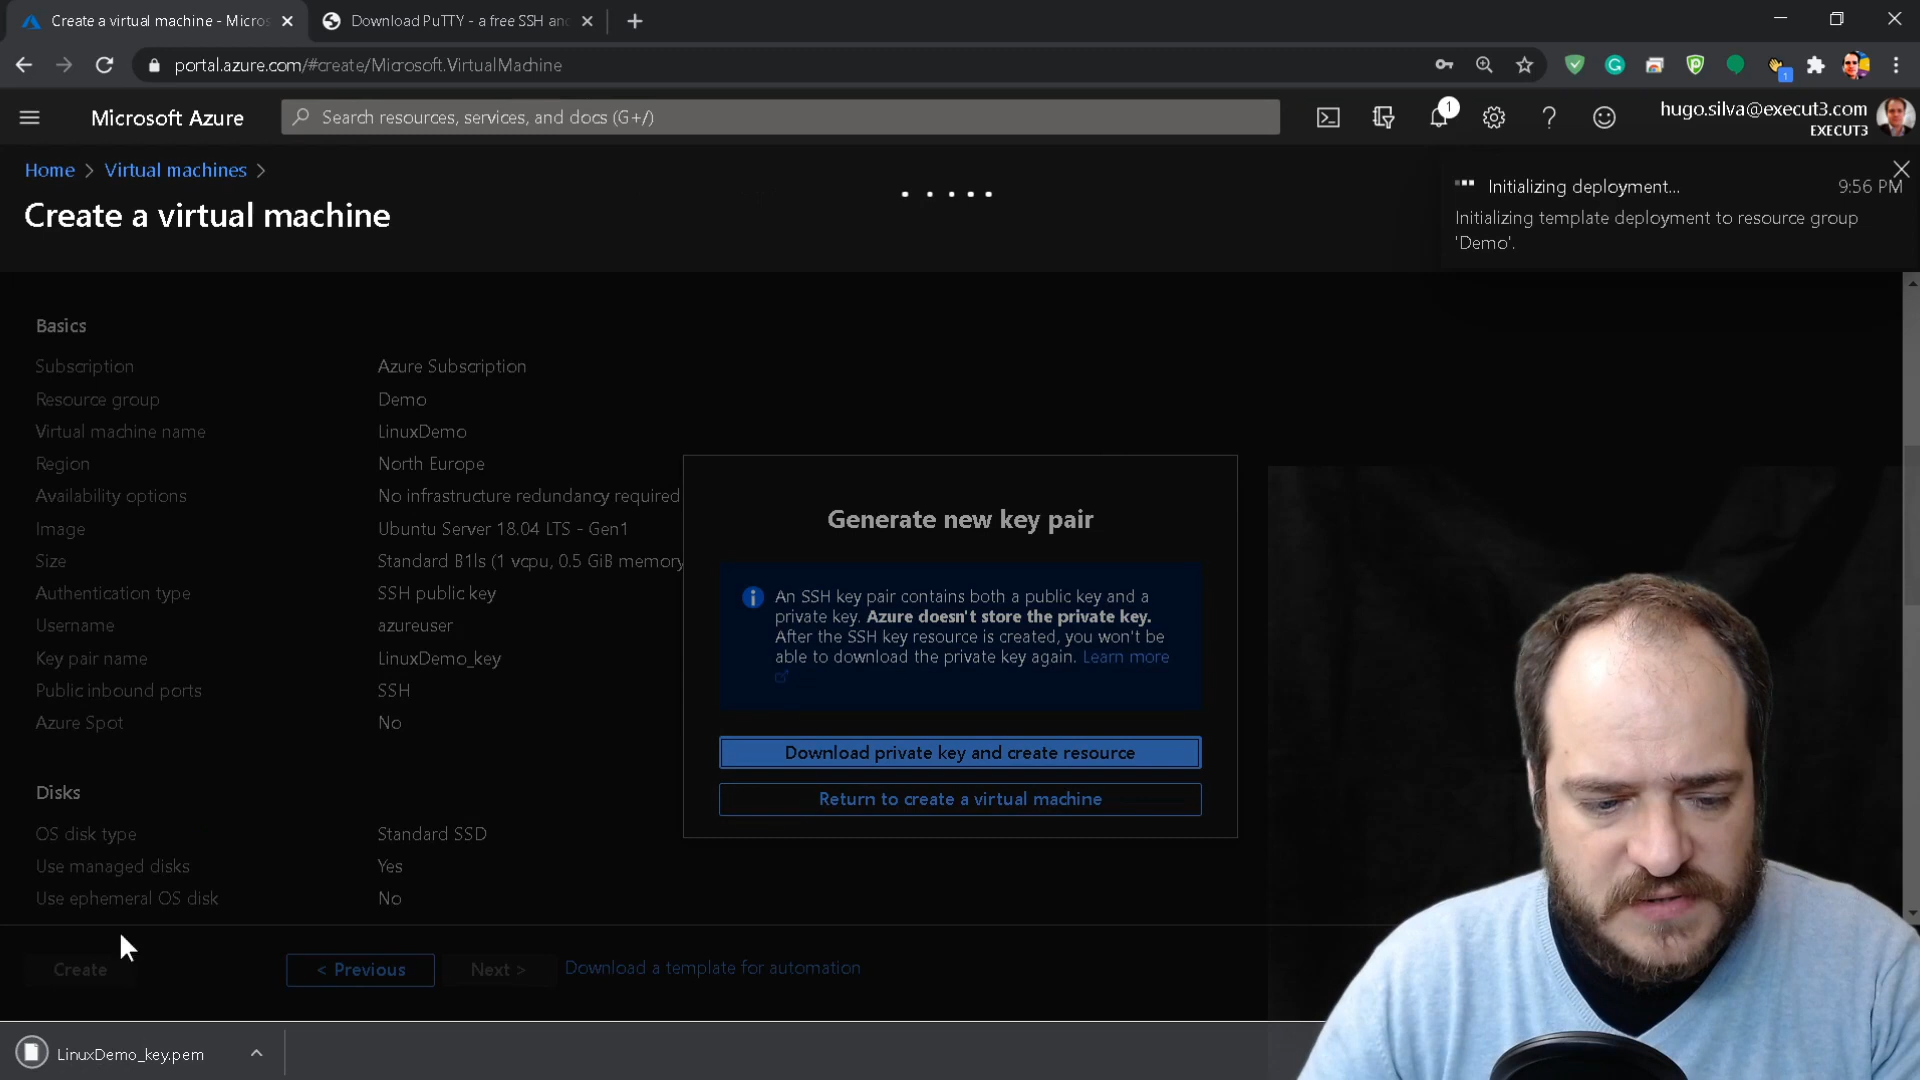 Create a virtual machine - Micros
Download PuTTY - a free SSH and
portal.azure.com/#create/Microsoft.VirtualMachine
1
Microsoft Azure
Search resources, services, and docs (G+/)
1
hugo.silva@execut3.com
EXECUT3
Home > Virtual machines >
Create a virtual machine
Initializing deployment...
9:56 PM
Initializing template deployment to resource group
'Demo'.
Basics
Subscription Azure Subscription
Resource group Demo
Virtual machine name LinuxDemo
Region North Europe
Availability options No infrastructure redundancy required
Image Ubuntu Server 18.04 LTS - Gen1
Size Standard B1ls (1 vcpu, 0.5 GiB memory
Authentication type SSH public key
Username azureuser
Key pair name LinuxDemo_key
Public inbound ports SSH
Azure Spot No
Disks
OS disk type Standard SSD
Use managed disks Yes
Use ephemeral OS disk No
Generate new key pair
An SSH key pair contains both a public key and a
private key. Azure doesn't store the private key.
After the SSH key resource is created, you won't be
able to download the private key again. Learn more
Download private key and create resource
Return to create a virtual machine
Create
< Previous
Next >
Download a template for automation
LinuxDemo_key.pem